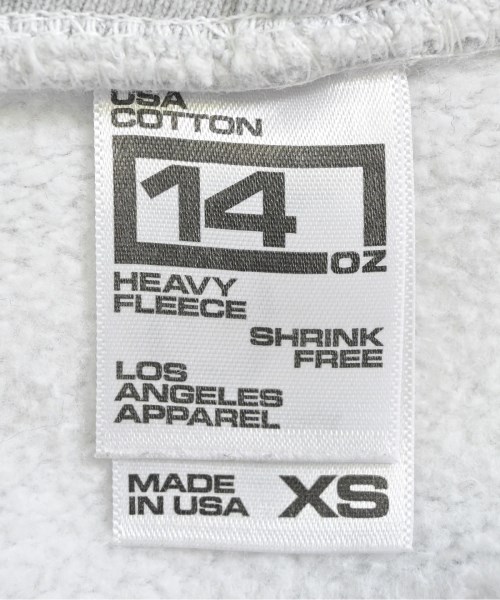 USA
COTTON
14
OZ
HEAVY
FLEECE
SHRINK
FREE
LOS
ANGELES
APPAREL
MADE
IN USA
XS